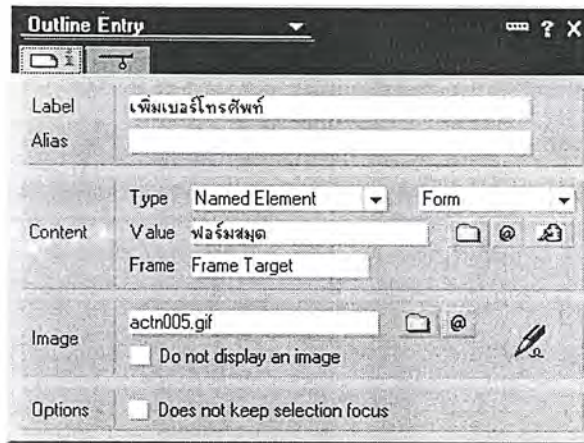 Outline Entry
Label เพิ่มเบอร์โทรศัพท์
Alias
Type Named Element Form
Content Value ฟอร์มสมุด @
Frame Frame Target
Image actn005.gif @
Do not display an image
Options Does not keep selection focus